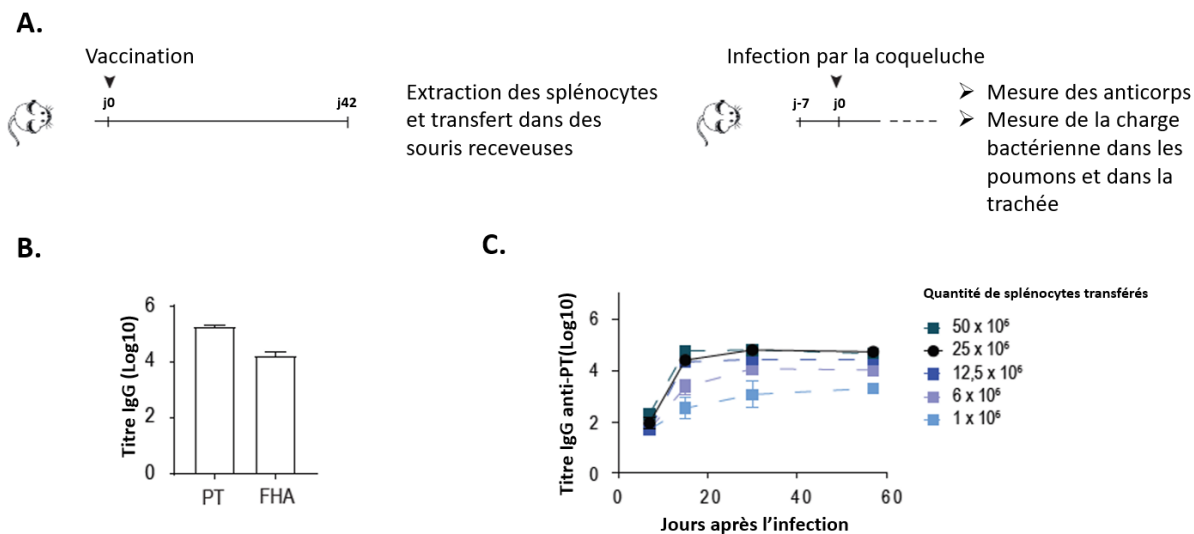 A.
Vaccination
j0
j42
Extraction des splénocytes
et transfert dans des
souris receveuses
Infection par la coqueluche
j-7
j0
➢ Mesure des anticorps
➢ Mesure de la charge
bactérienne dans les
poumons et dans la
trachée
B.
Titre IgG (Log10)
6
4
2
0
PT
FHA
C.
Titre IgG anti-PT(Log10)
6
4
2
0
0
20
40
60
Jours après l’infection
Quantité de splénocytes transférés
50 x 10⁶
25 x 10⁶
12,5 x 10⁶
6 x 10⁶
1 x 10⁶